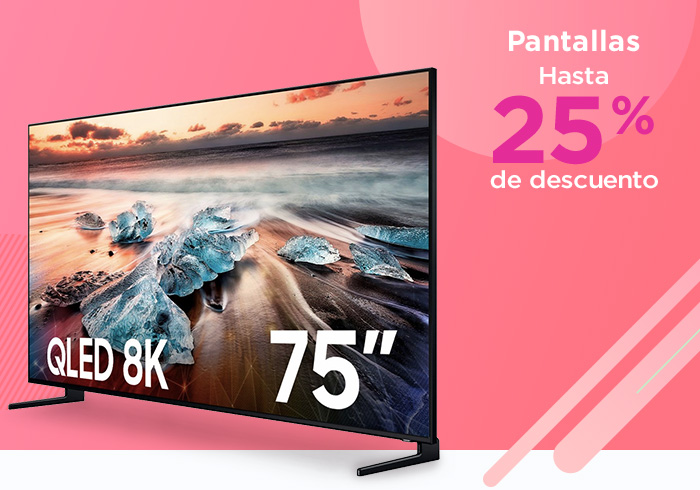 Pantallas
Hasta
25%
de descuento
QLED 8K
75”